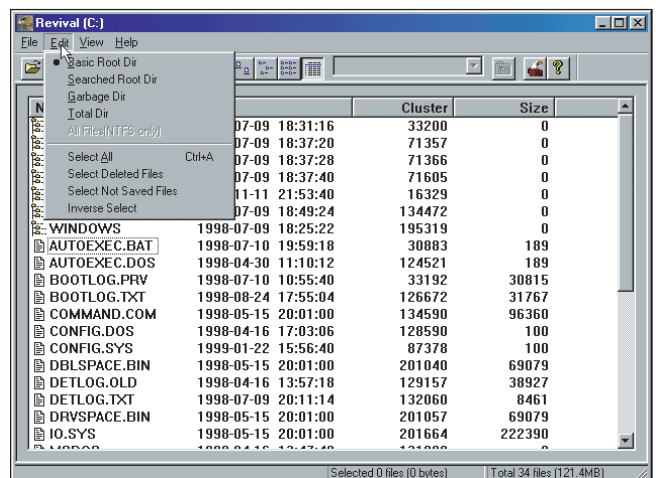 Revival (C:)
File Edit View Help
Basic Root Dir
Searched Root Dir
Garbage Dir
Total Dir
All Files(NTFS only)
Select All Ctrl+A
Select Deleted Files
Select Not Saved Files
Inverse Select
N Cluster Size
07-09 18:31:16 33200 0
07-09 18:37:20 71357 0
07-09 18:37:28 71366 0
07-09 18:37:40 71605 0
11-11 21:53:40 16329 0
07-09 18:49:24 134472 0
WINDOWS 1998-07-09 18:25:22 195319 0
AUTOEXEC.BAT 1998-07-10 19:59:18 30883 189
AUTOEXEC.DOS 1998-04-30 11:10:12 124521 189
BOOTLOG.PRV 1998-07-10 10:55:40 33192 30815
BOOTLOG.TXT 1998-08-24 17:55:04 126672 31767
COMMAND.COM 1998-05-15 20:01:00 134590 96360
CONFIG.DOS 1998-04-16 17:03:06 128590 100
CONFIG.SYS 1999-01-22 15:56:40 87378 100
DBLSPACE.BIN 1998-05-15 20:01:00 201040 69079
DETLOG.OLD 1998-04-16 13:57:18 129157 38927
DETLOG.TXT 1998-07-09 20:11:14 132060 8461
DRVSPACE.BIN 1998-05-15 20:01:00 201057 69079
IO.SYS 1998-05-15 20:01:00 201664 222390
Selected 0 files (0 bytes) Total 34 files (121.4MB)